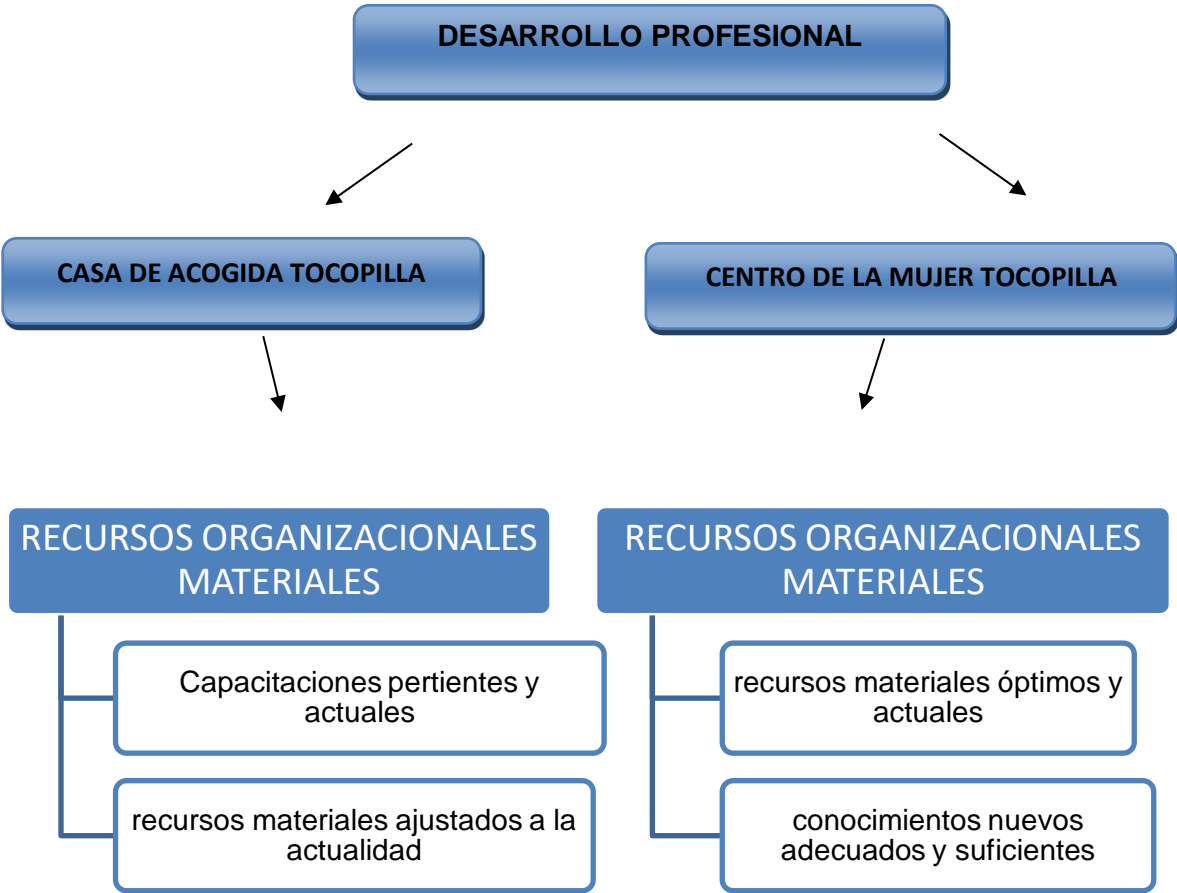 DESARROLLO PROFESIONAL
CASA DE ACOGIDA TOCOPILLA
CENTRO DE LA MUJER TOCOPILLA
RECURSOS ORGANIZACIONALES
MATERIALES
Capacitaciones pertientes y
actuales
recursos materiales ajustados a la
actualidad
RECURSOS ORGANIZACIONALES
MATERIALES
recursos materiales óptimos y
actuales
conocimientos nuevos
adecuados y suficientes